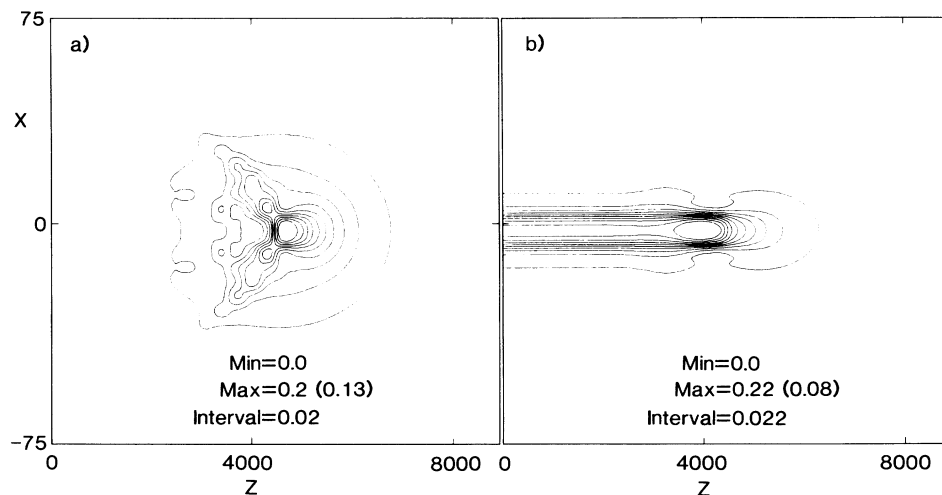 75
a)
b)
X
0
Min=0.0
Max=0.2 (0.13)
Interval=0.02
Min=0.0
Max=0.22 (0.08)
Interval=0.022
-75
0
4000
8000
0
4000
8000
Z
Z